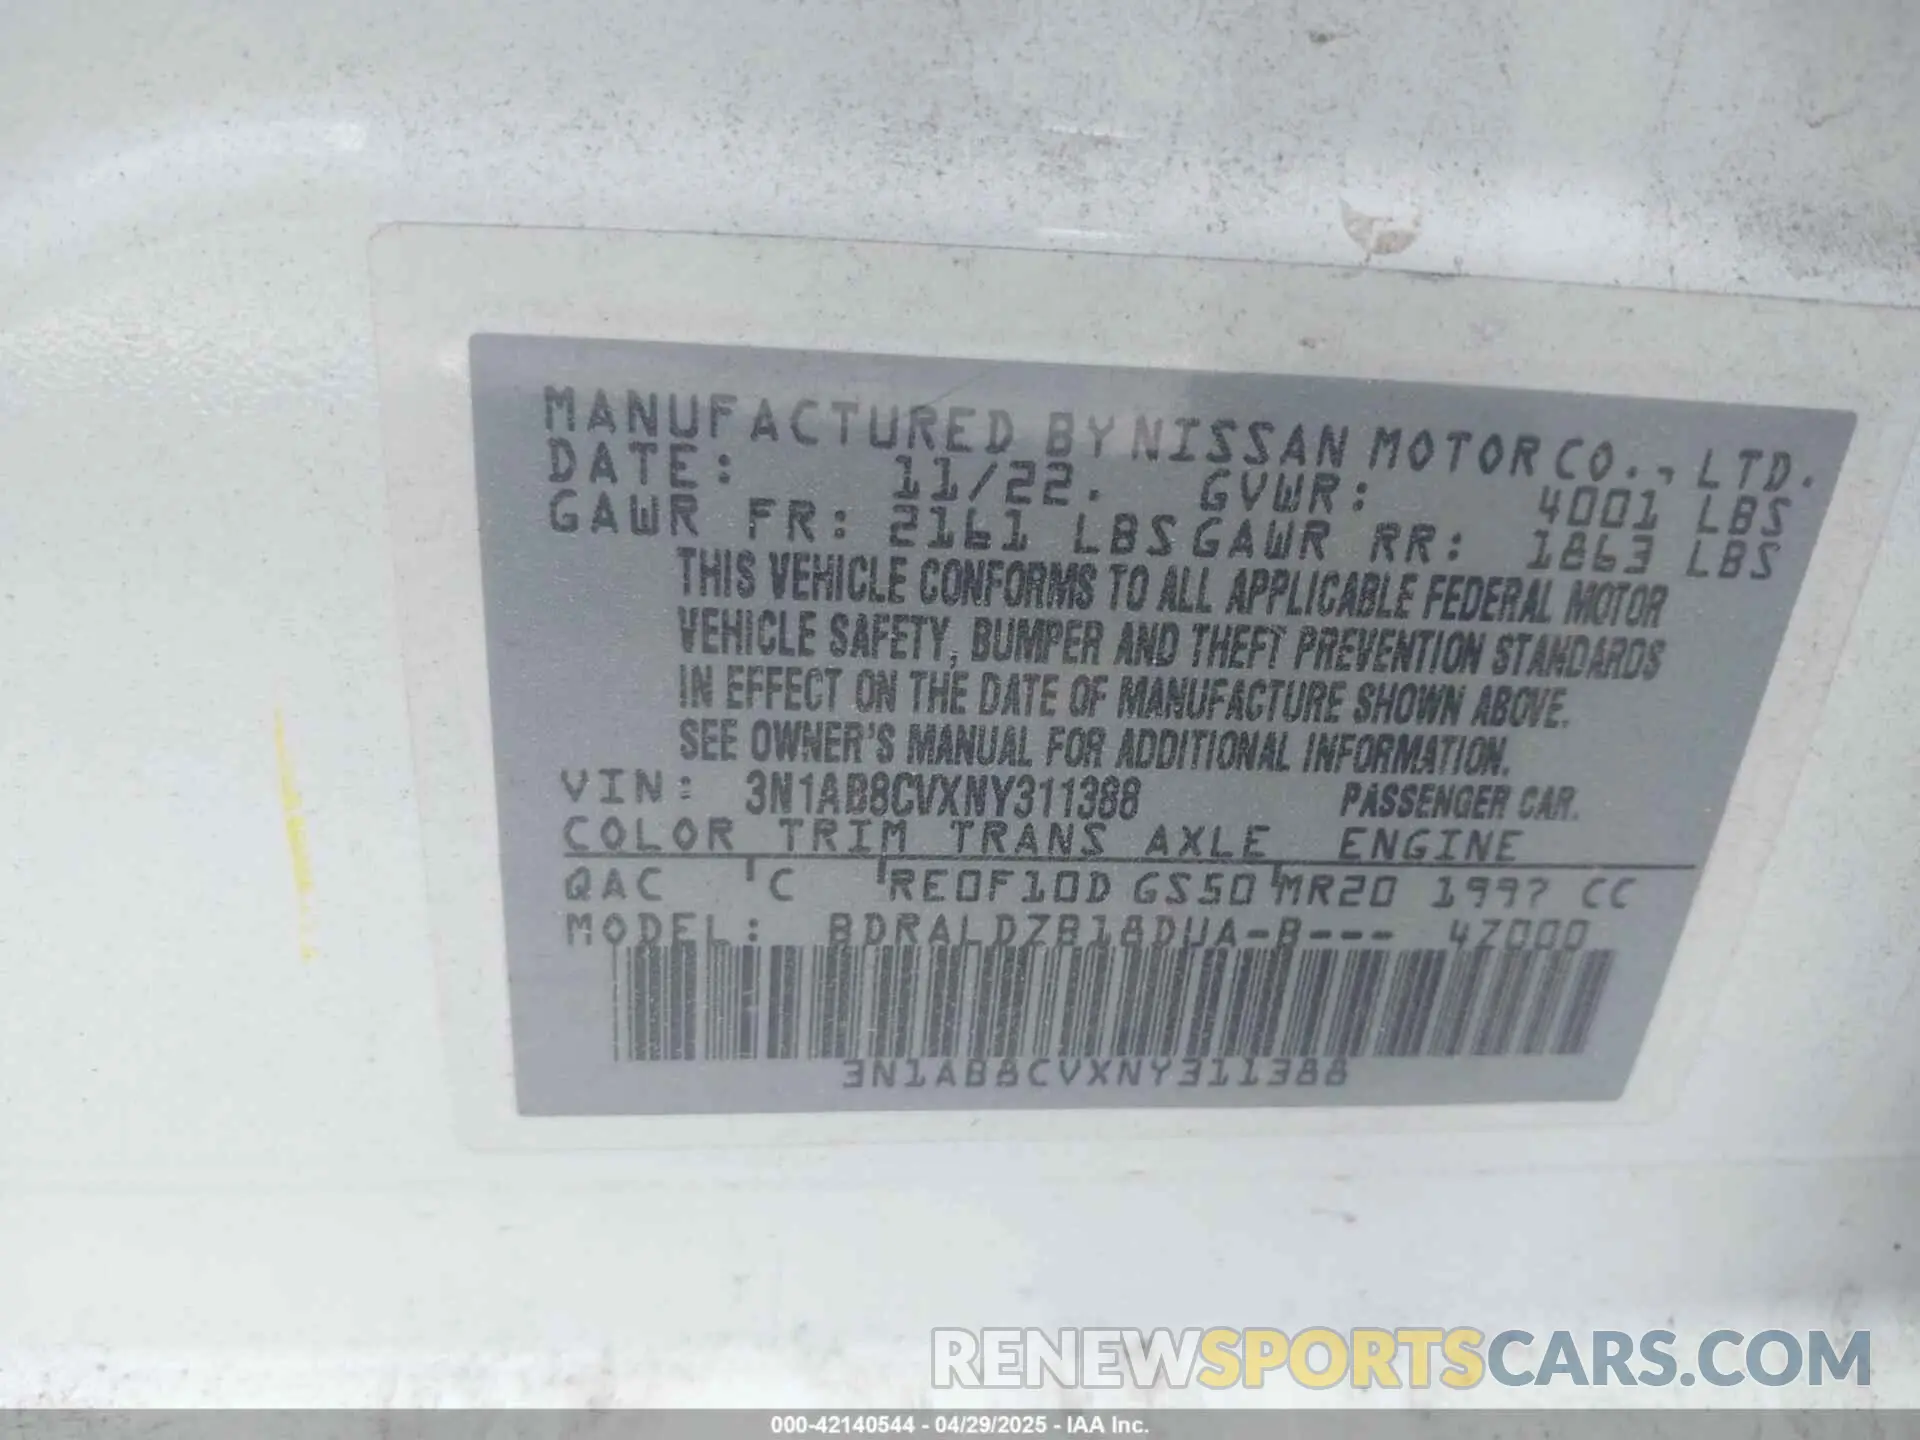 MANUFACTURED BY NISSAN MOTOR CO., LTD.
DATE: 11/22. GVWR: 4001 LBS
GAWR FR: 2161 LBS GAWR RR: 1863 LBS
THIS VEHICLE CONFORMS TO ALL APPLICABLE FEDERAL MOTOR
VEHICLE SAFETY, BUMPER AND THEFT PREVENTION STANDARDS
IN EFFECT ON THE DATE OF MANUFACTURE SHOWN ABOVE.
SEE OWNER'S MANUAL FOR ADDITIONAL INFORMATION.
VIN: 3N1AB8CVXNY311388 PASSENGER CAR.
COLOR TRIM TRANS AXLE ENGINE
QAC C RE0F10D GS50 MR20 1997 CC
MODEL: BDRALDZB18DUA-B--- 47000
3N1AB8CVXNY311388
RENEWSPORTSCARS.COM
000-42140544 - 04/29/2025 - IAA Inc.